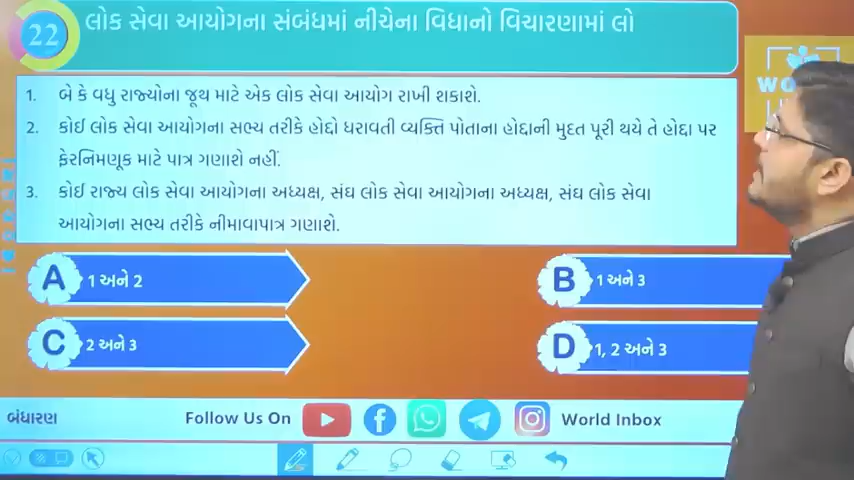 22
લોક સેવા આયોગના સંબંધમાં નીચેના વિધાનો વિચારણામાં લો
1. બે કે વધુ રાજ્યોના જૂથ માટે એક લોક સેવા આયોગ રાખી શકાશે.
2. કોઈ લોક સેવા આયોગના સભ્ય તરીકે હોદ્દો ધરાવતી વ્યક્તિ પોતાના હોદ્દાની મુદત પૂરી થયે તે હોદ્દા પર
ફેરનિમણૂક માટે પાત્ર ગણાશે નહીં.
3. કોઈ રાજ્ય લોક સેવા આયોગના અધ્યક્ષ, સંઘ લોક સેવા આયોગના અધ્યક્ષ, સંઘ લોક સેવા
આયોગના સભ્ય તરીકે નીમાવાપાત્ર ગણાશે.
A 1 અને 2
B 1 અને 3
C 2 અને 3
D 1, 2 અને 3
બંધારણ
Follow Us On
World Inbox